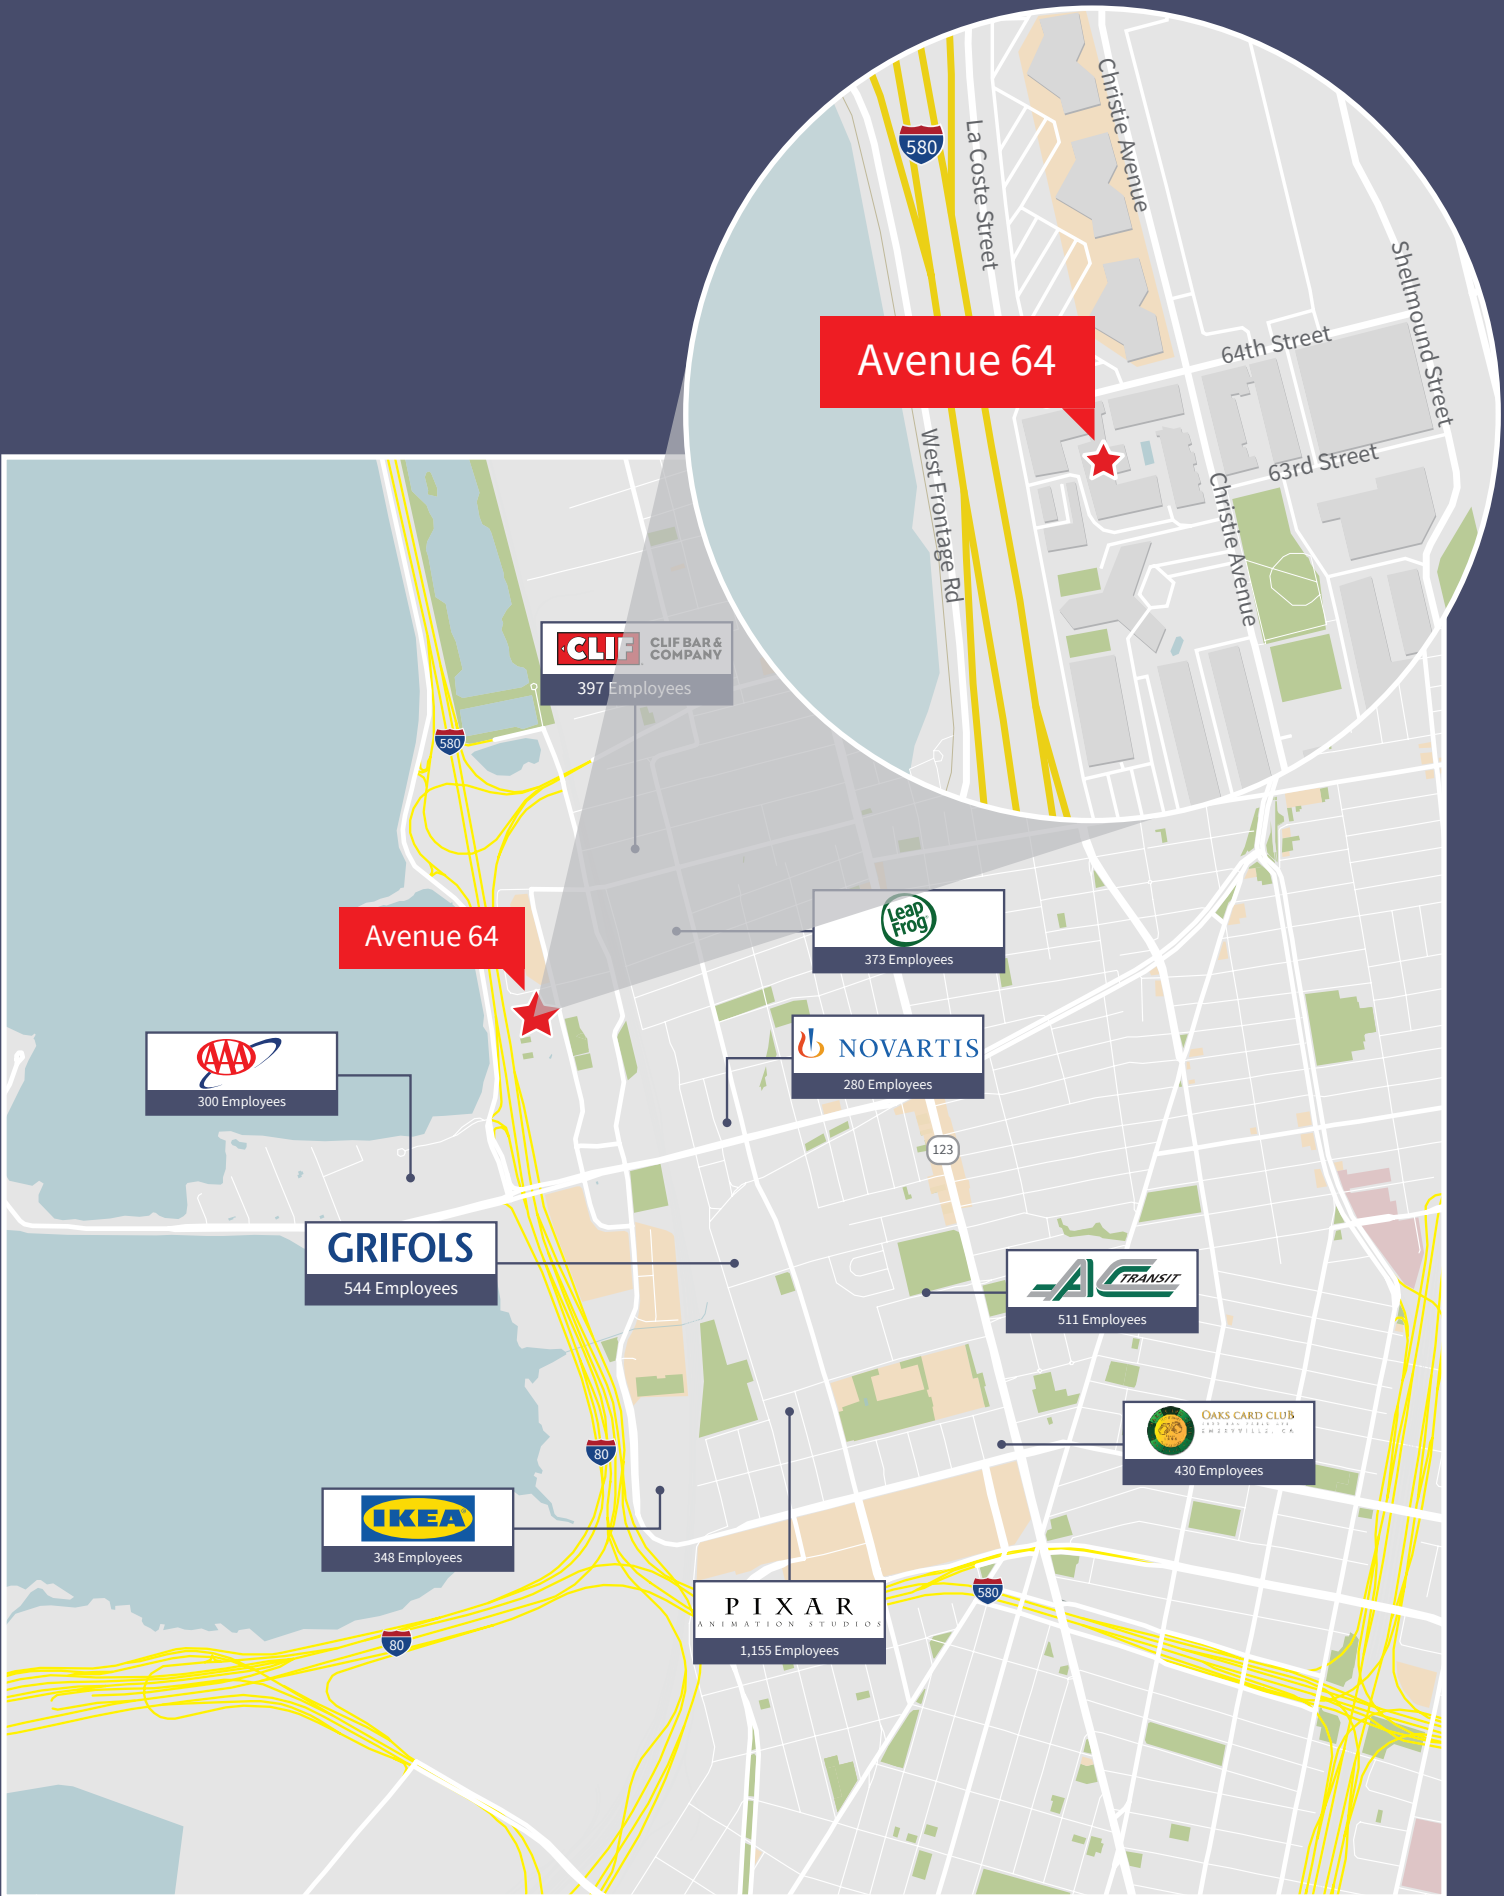 580
La Coste Street
Christie Avenue
Shellmound Street
64th Street
Avenue 64
63rd Street
West Frontage Rd
Christie Avenue
CLIF
CLIF BAR &
COMPANY
397 Employees
580
Leap
Frog
373 Employees
Avenue 64
NOVARTIS
280 Employees
AAA
300 Employees
123
GRIFOLS
544 Employees
AC
TRANSIT
511 Employees
OAKS CARD CLUB
EMERYVILLE, CA
430 Employees
80
IKEA
348 Employees
580
PIXAR
ANIMATION STUDIOS
1,155 Employees
80